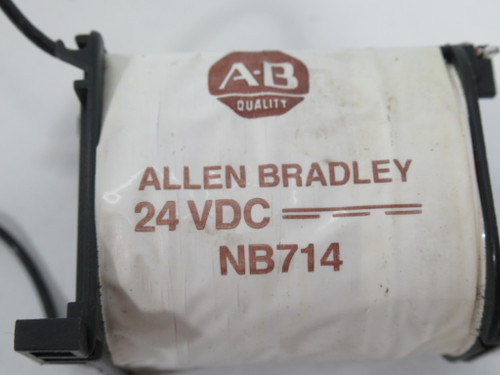 A-B
QUALITY
ALLEN BRADLEY
24 VDC
NB714